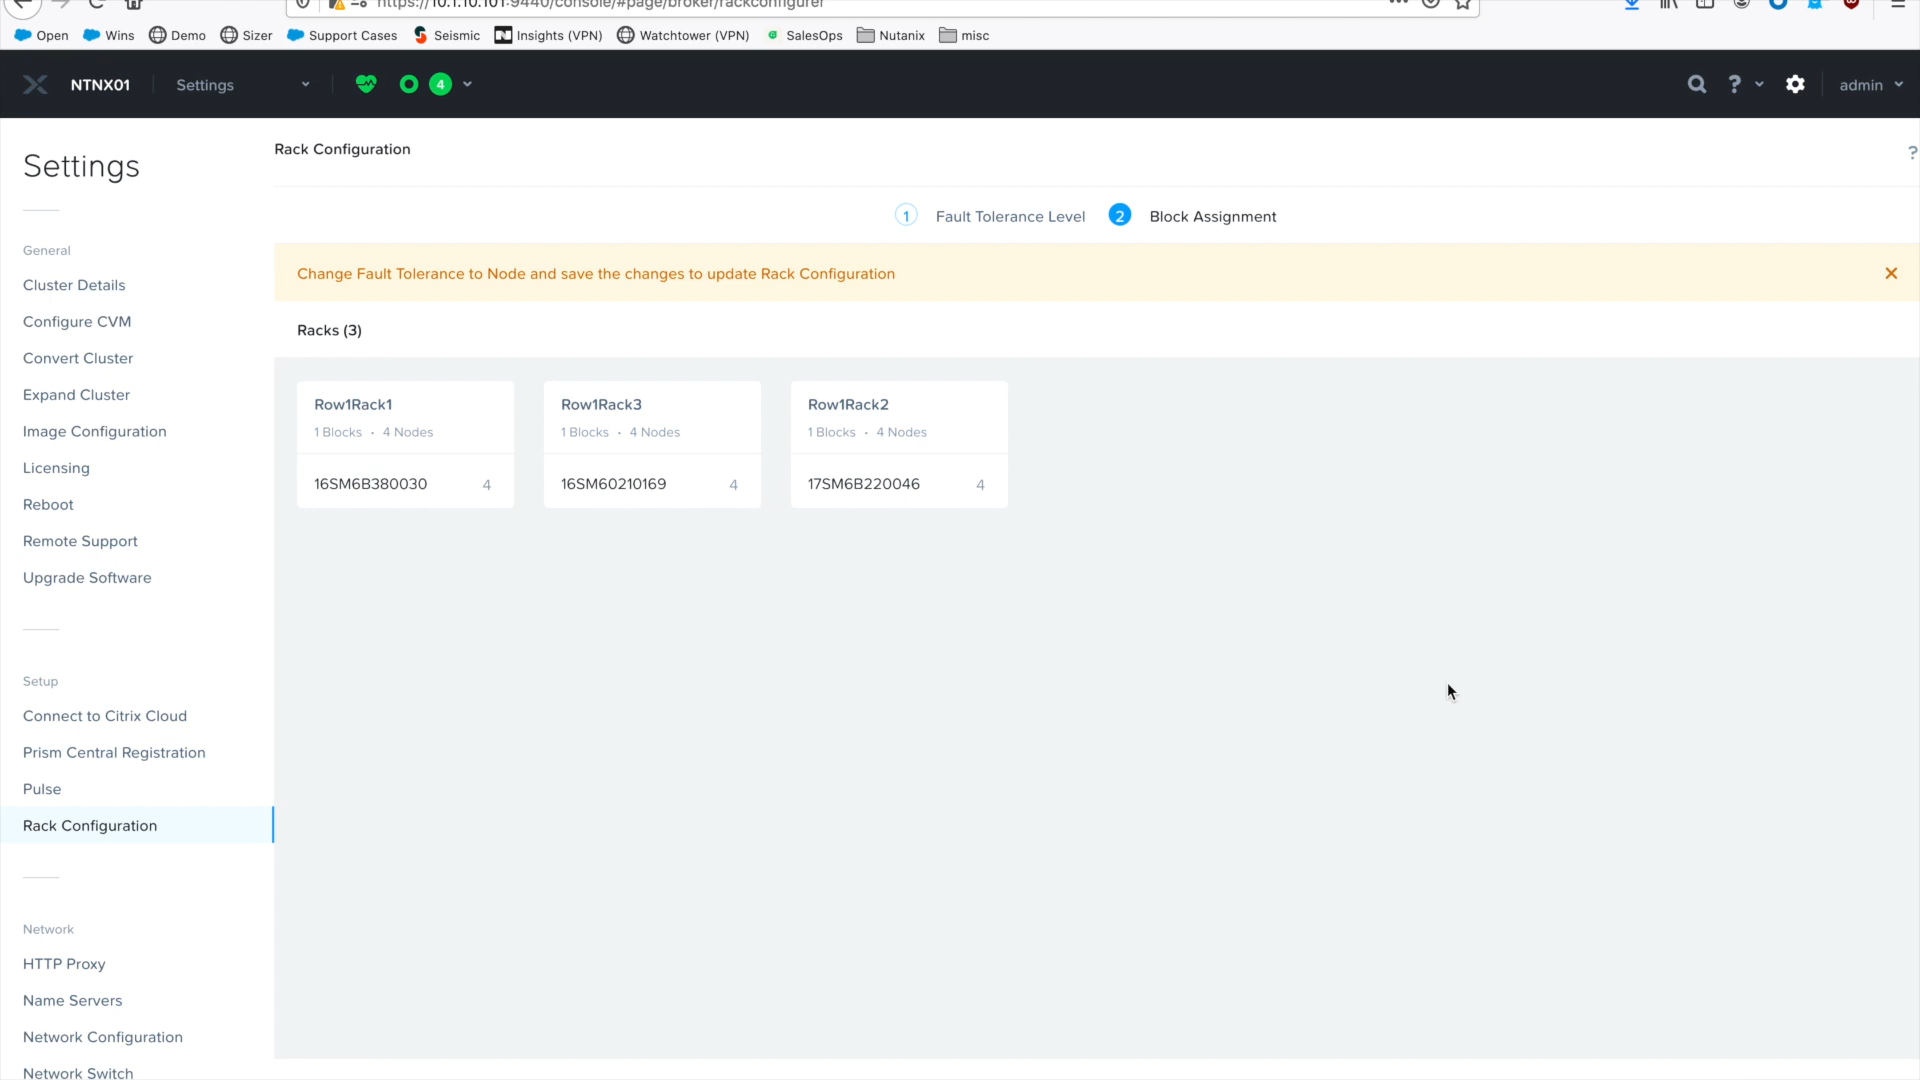 https://10.1.10.101:9440/console/#page/broker/rackconfigurer
Open Wins Demo Sizer Support Cases Seismic Insights (VPN) Watchtower (VPN) SalesOps Nutanix misc
NTNX01 Settings 4 ? admin
Settings
General
Cluster Details
Configure CVM
Convert Cluster
Expand Cluster
Image Configuration
Licensing
Reboot
Remote Support
Upgrade Software
Setup
Connect to Citrix Cloud
Prism Central Registration
Pulse
Rack Configuration
Network
HTTP Proxy
Name Servers
Network Configuration
Network Switch
Rack Configuration ?
1 Fault Tolerance Level 2 Block Assignment
Change Fault Tolerance to Node and save the changes to update Rack Configuration
Racks (3)
Row1Rack1
1 Blocks · 4 Nodes
16SM6B380030 4
Row1Rack3
1 Blocks · 4 Nodes
16SM60210169 4
Row1Rack2
1 Blocks · 4 Nodes
17SM6B220046 4